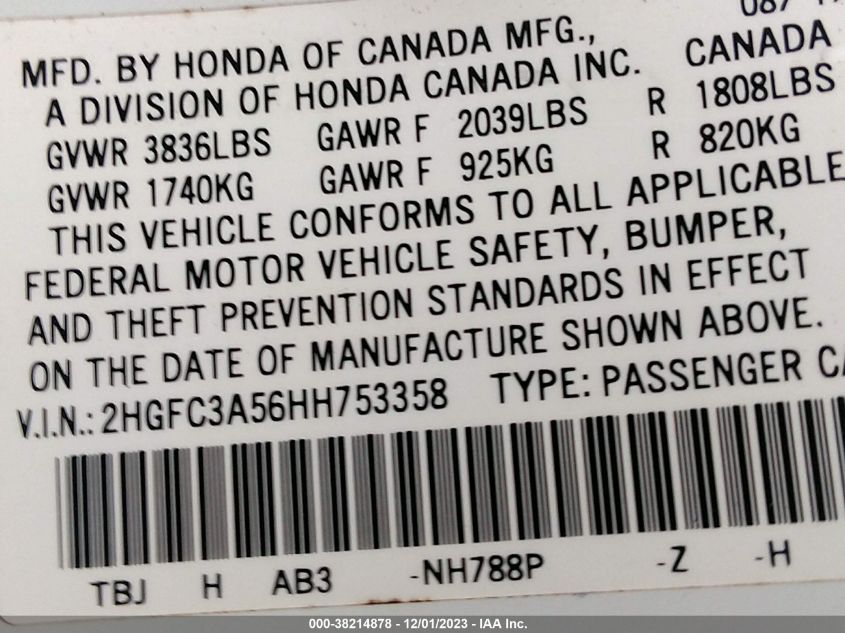 MFD. BY HONDA OF CANADA MFG.,
A DIVISION OF HONDA CANADA INC. CANADA
GVWR 3836LBS GAWR F 2039LBS R 1808LBS
GVWR 1740KG GAWR F 925KG R 820KG
THIS VEHICLE CONFORMS TO ALL APPLICABLE
FEDERAL MOTOR VEHICLE SAFETY, BUMPER,
AND THEFT PREVENTION STANDARDS IN EFFECT
ON THE DATE OF MANUFACTURE SHOWN ABOVE.
V.I.N.: 2HGFC3A56HH753358 TYPE: PASSENGER
TBJ H AB3 -NH788P -Z -H
000-38214878 - 12/01/2023 - IAA Inc.